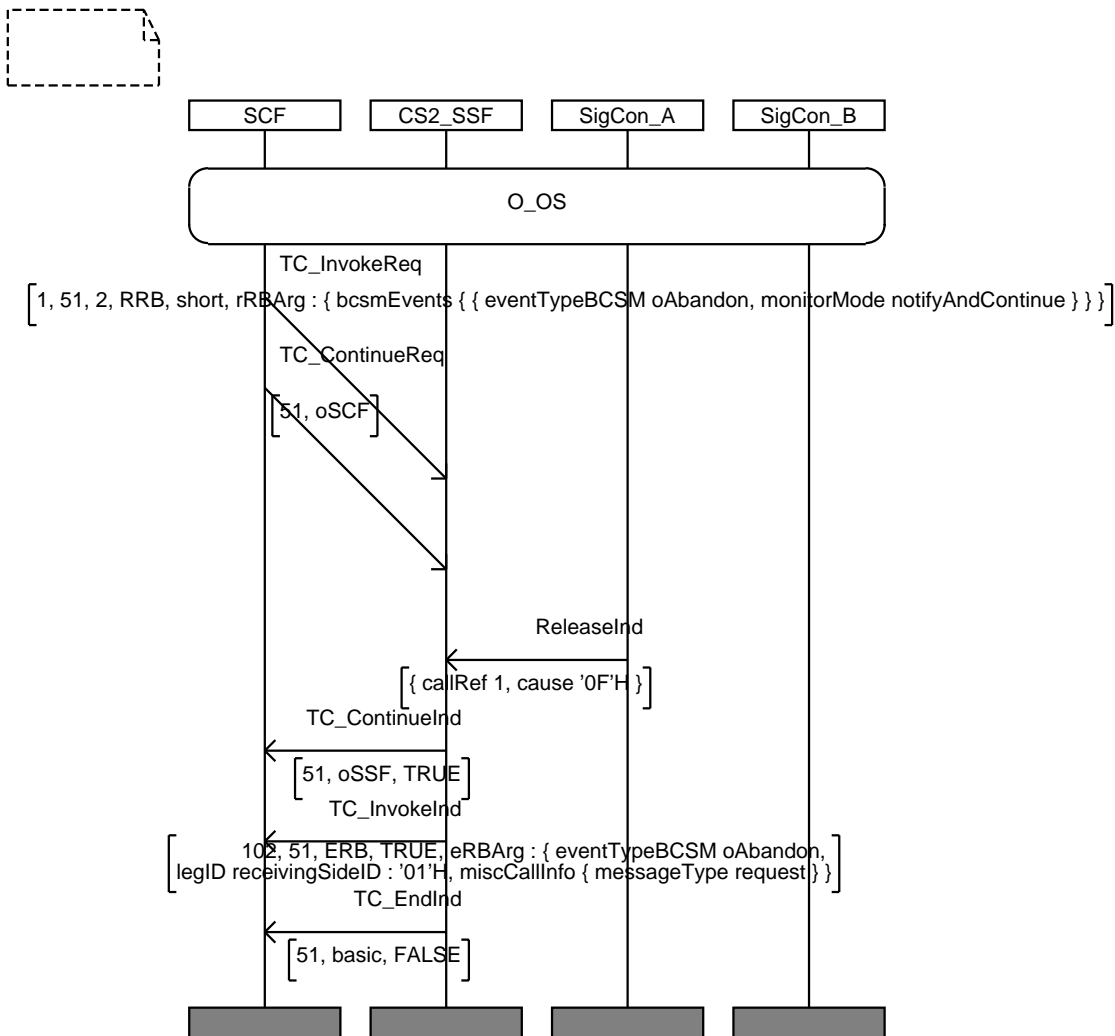 SCF
CS2_SSF
SigCon_A
SigCon_B
O_OS
TC_InvokeReq
1, 51, 2, RRB, short, rRBArg : { bcsmEvents { { eventTypeBCSM oAbandon, monitorMode notifyAndContinue } } }
TC_ContinueReq
51, oSCF
ReleaseInd
{ callRef 1, cause '0F'H }
TC_ContinueInd
51, oSSF, TRUE
TC_InvokeInd
102, 51, ERB, TRUE, eRBArg : { eventTypeBCSM oAbandon,
legID receivingSideID : '01'H, miscCallInfo { messageType request } }
TC_EndInd
51, basic, FALSE